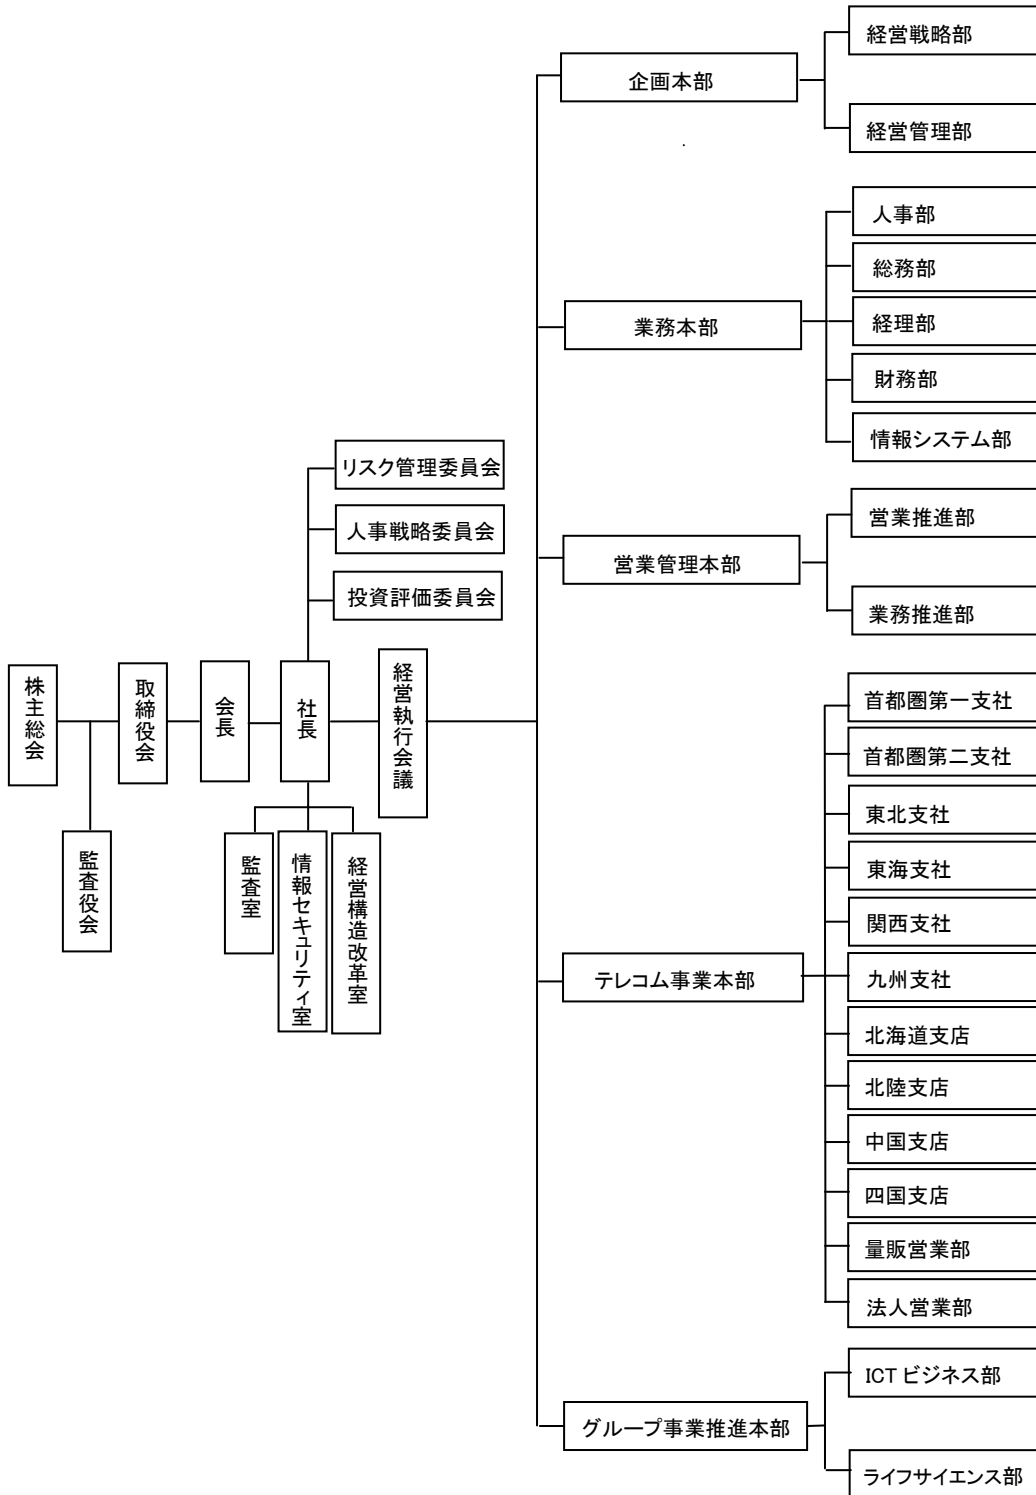 株主総会
監査役会
取締役会
会長
社長
リスク管理委員会
人事戦略委員会
投資評価委員会
監査室
情報セキュリティ室
経営構造改革室
経営執行会議
企画本部
経営戦略部
経営管理部
業務本部
人事部
総務部
経理部
財務部
情報システム部
営業管理本部
営業推進部
業務推進部
テレコム事業本部
首都圏第一支社
首都圏第二支社
東北支社
東海支社
関西支社
九州支社
北海道支店
北陸支店
中国支店
四国支店
量販営業部
法人営業部
グループ事業推進本部
ICT ビジネス部
ライフサイエンス部